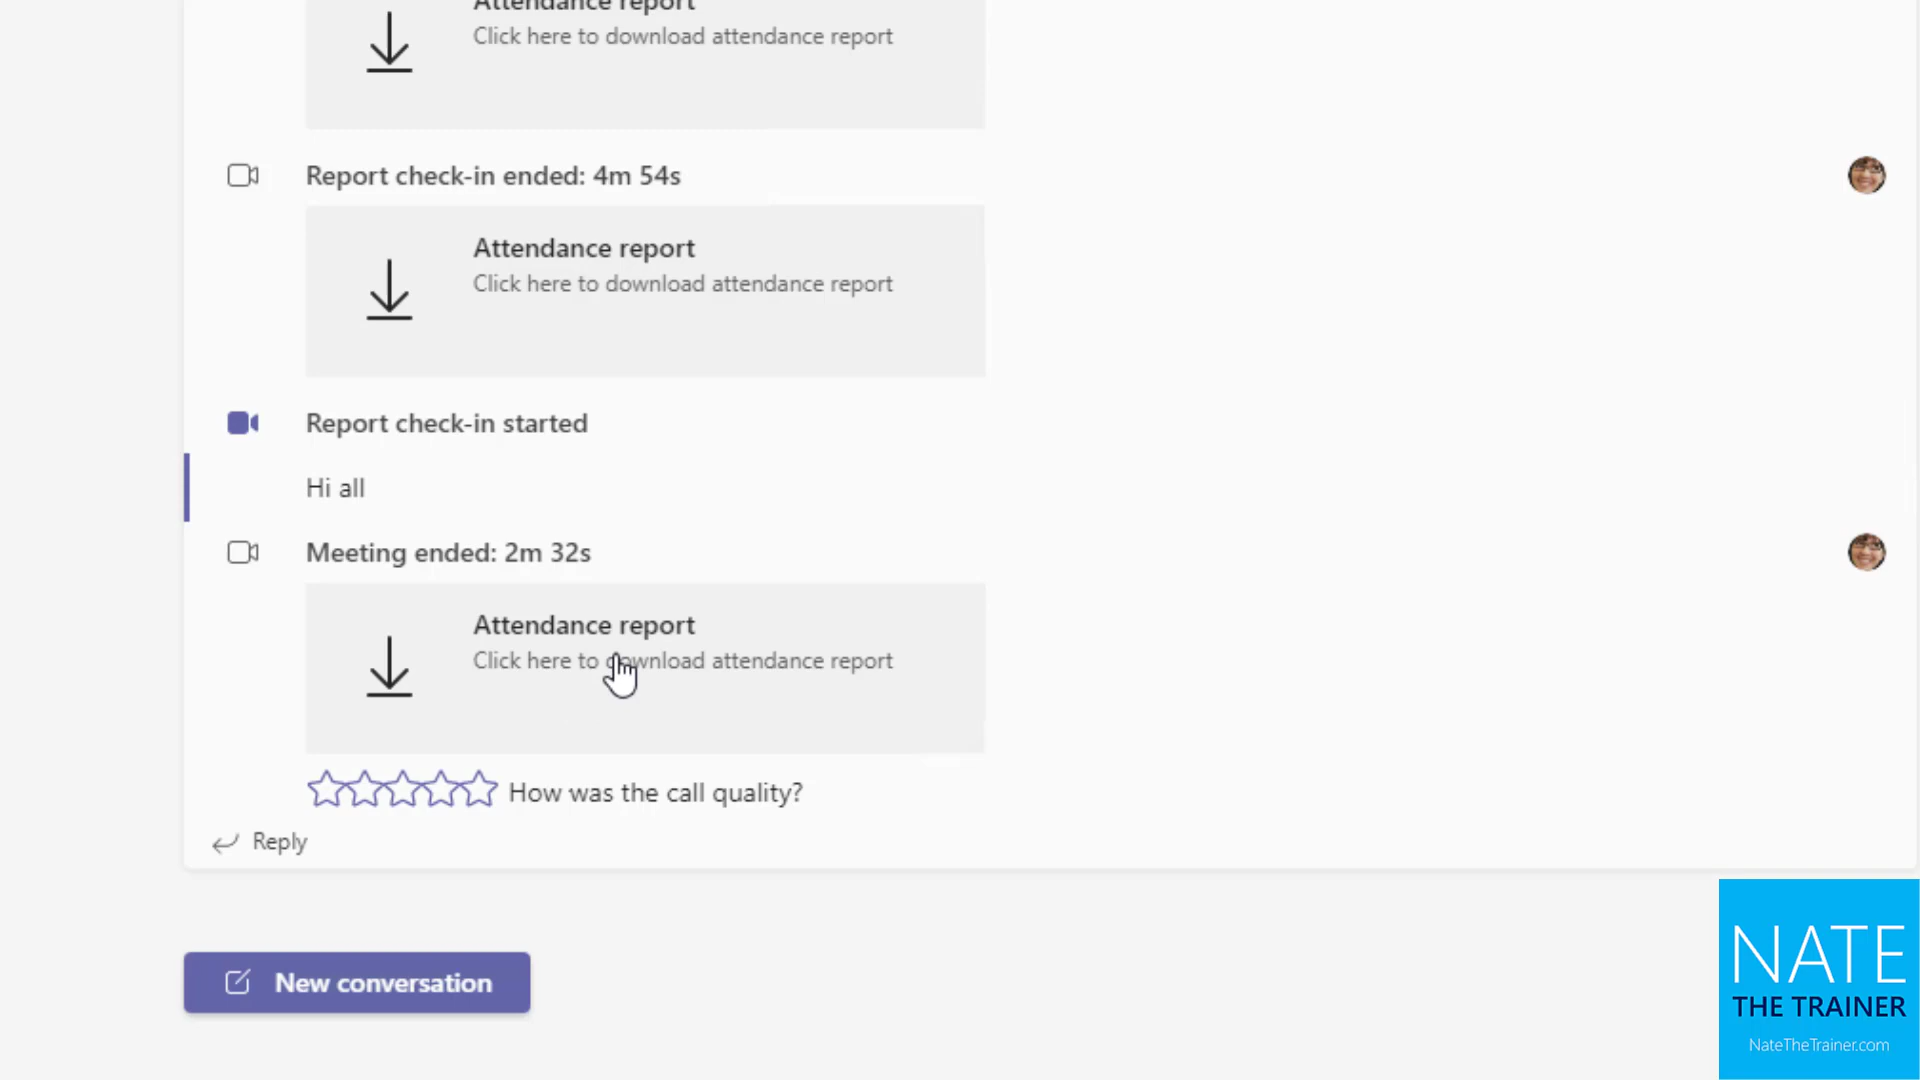 Attendance report
Click here to download attendance report
Report check-in ended: 4m 54s
Attendance report
Click here to download attendance report
Report check-in started
Hi all
Meeting ended: 2m 32s
Attendance report
Click here to download attendance report
How was the call quality?
Reply
New conversation
NATE
THE TRAINER
NateTheTrainer.com